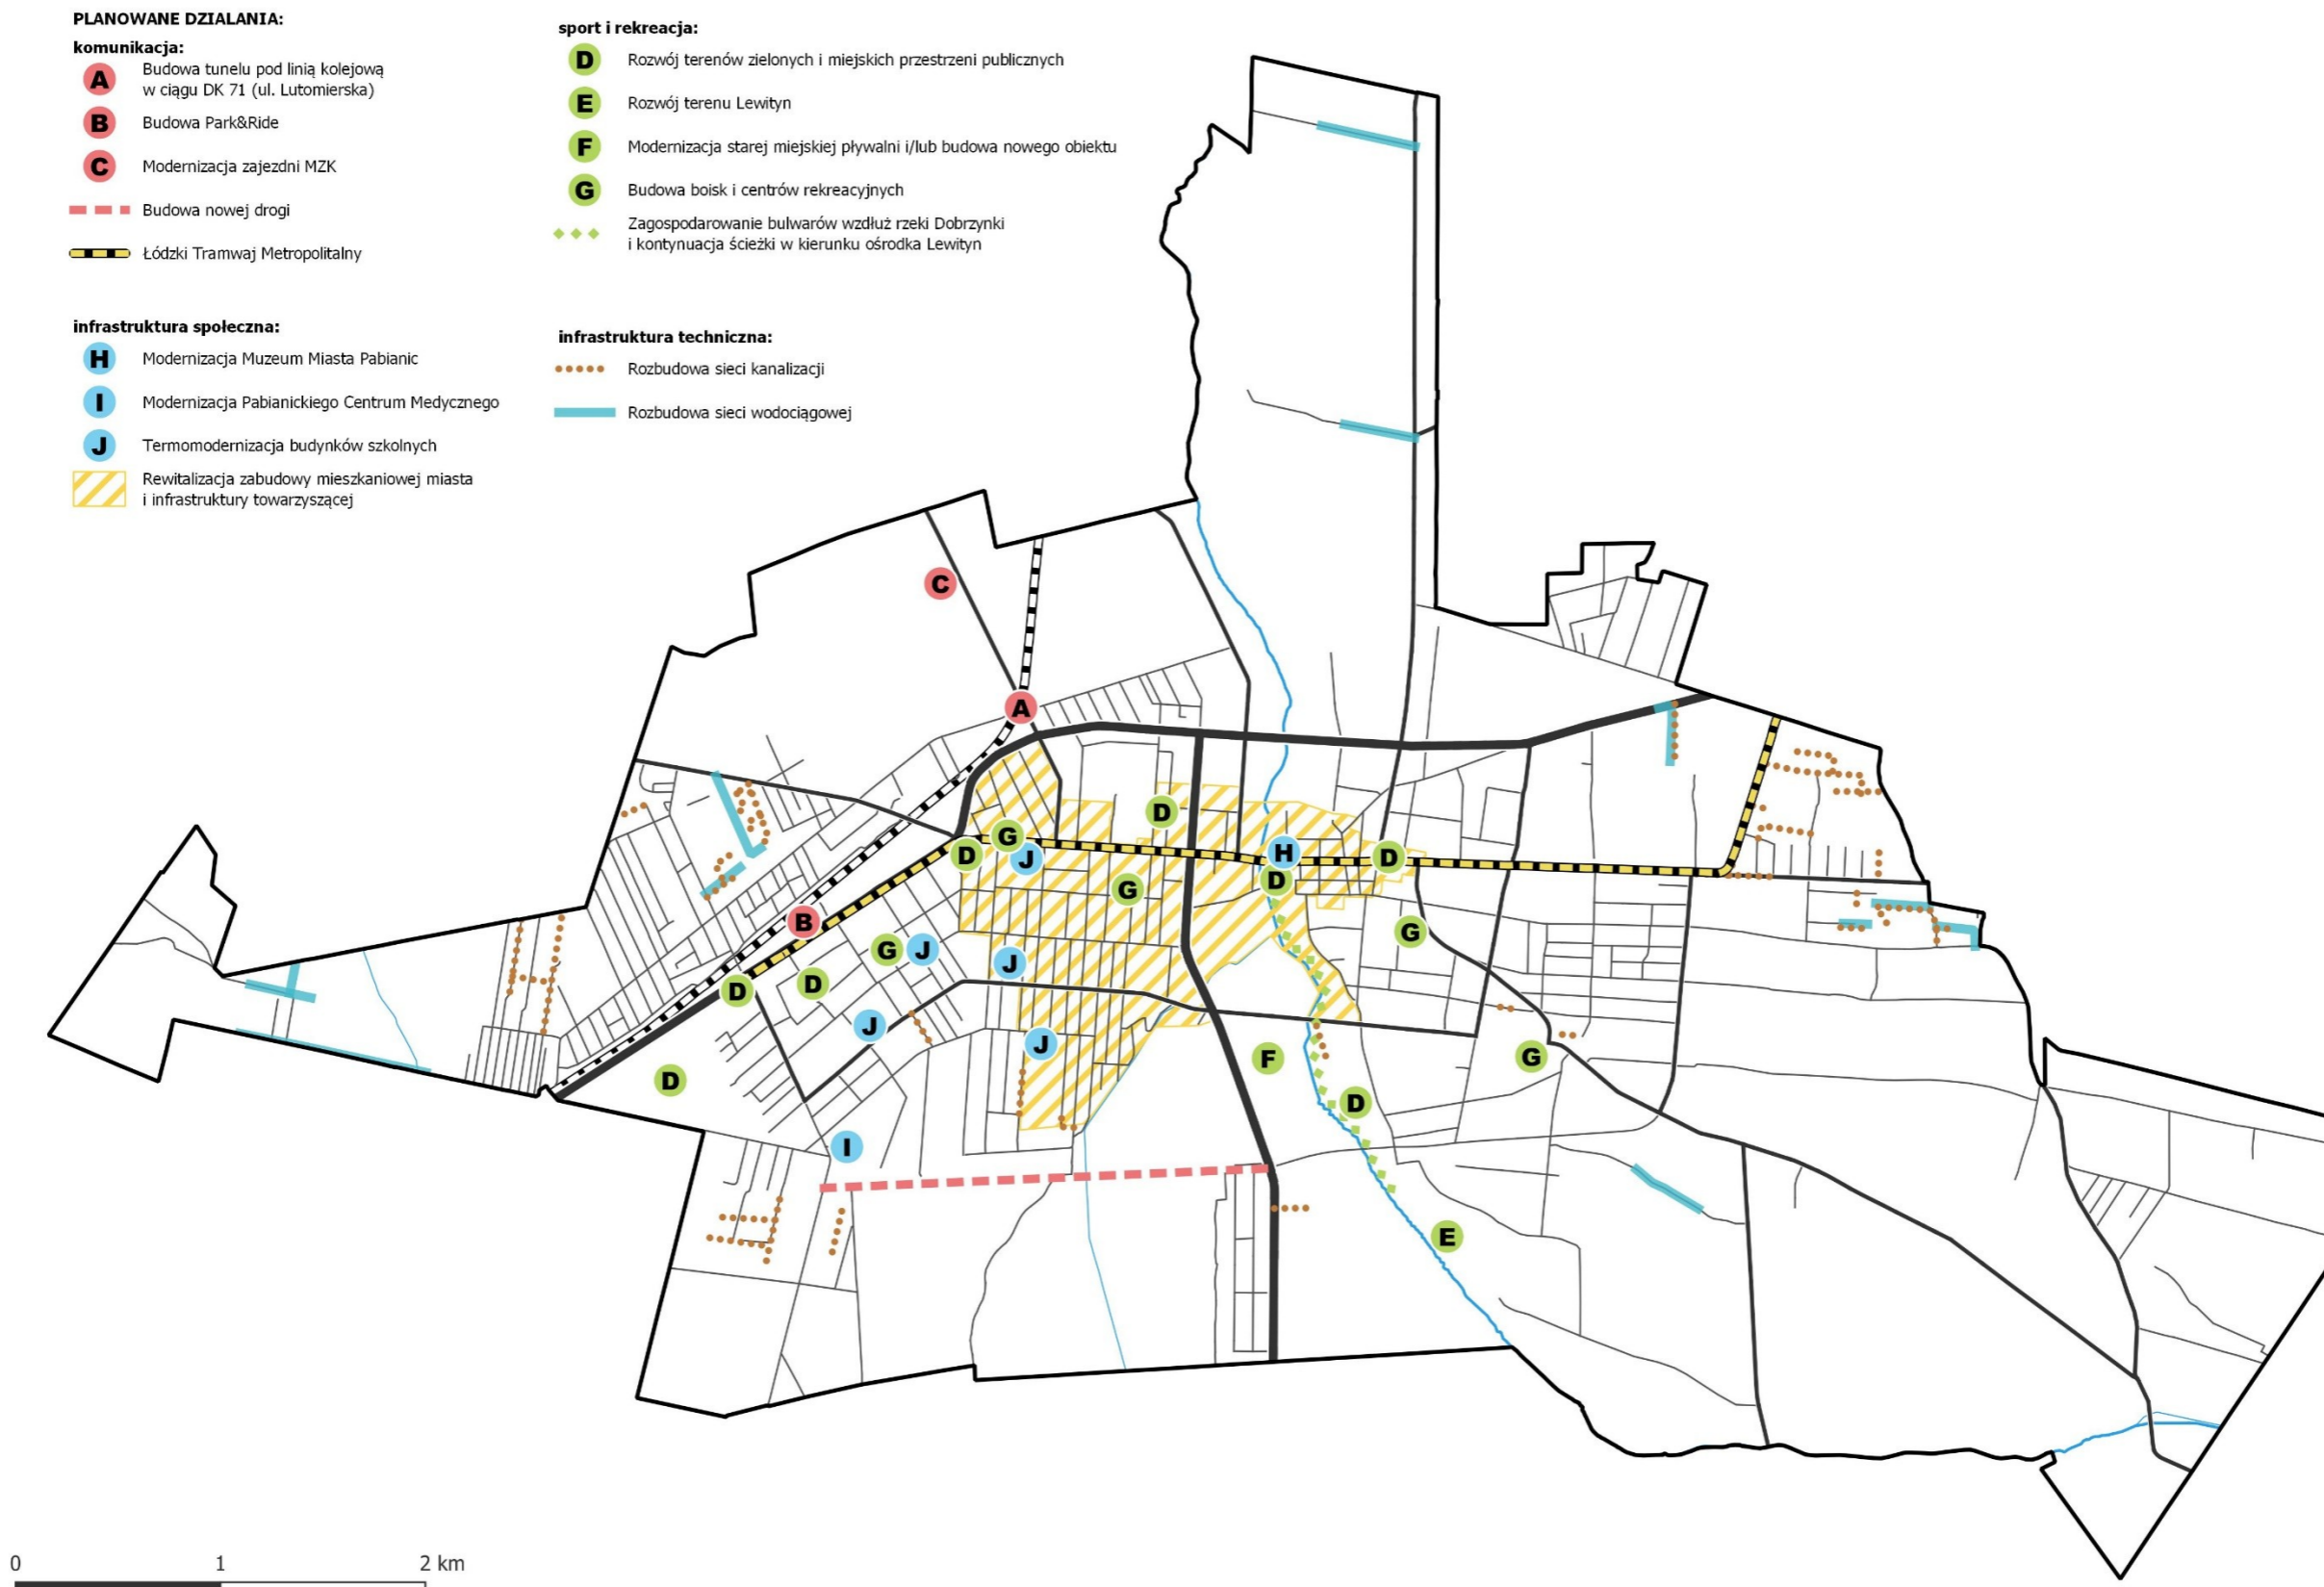 PLANOWANE DZIALANIA:
komunikacja:
A Budowa tunelu pod linią kolejową
w ciągu DK 71 (ul. Lutomierska)
B Budowa Park&Ride
C Modernizacja zajezdni MZK
Budowa nowej drogi
Łódzki Tramwaj Metropolitalny
infrastruktura społeczna:
H Modernizacja Muzeum Miasta Pabianic
I Modernizacja Pabianickiego Centrum Medycznego
J Termomodernizacja budynków szkolnych
Rewitalizacja zabudowy mieszkaniowej miasta
i infrastruktury towarzyszącej
sport i rekreacja:
D Rozwój terenów zielonych i miejskich przestrzeni publicznych
E Rozwój terenu Lewityn
F Modernizacja starej miejskiej pływalni i/lub budowa nowego obiektu
G Budowa boisk i centrów rekreacyjnych
Zagospodarowanie bulwarów wzdłuż rzeki Dobrzynki
i kontynuacja ścieżki w kierunku ośrodka Lewityn
infrastruktura techniczna:
Rozbudowa sieci kanalizacji
Rozbudowa sieci wodociągowej
C
A
D
G
D
J
H
D
D
G
B
G
J
J
G
D
D
J
J
F
G
D
D
I
E
0 1 2 km